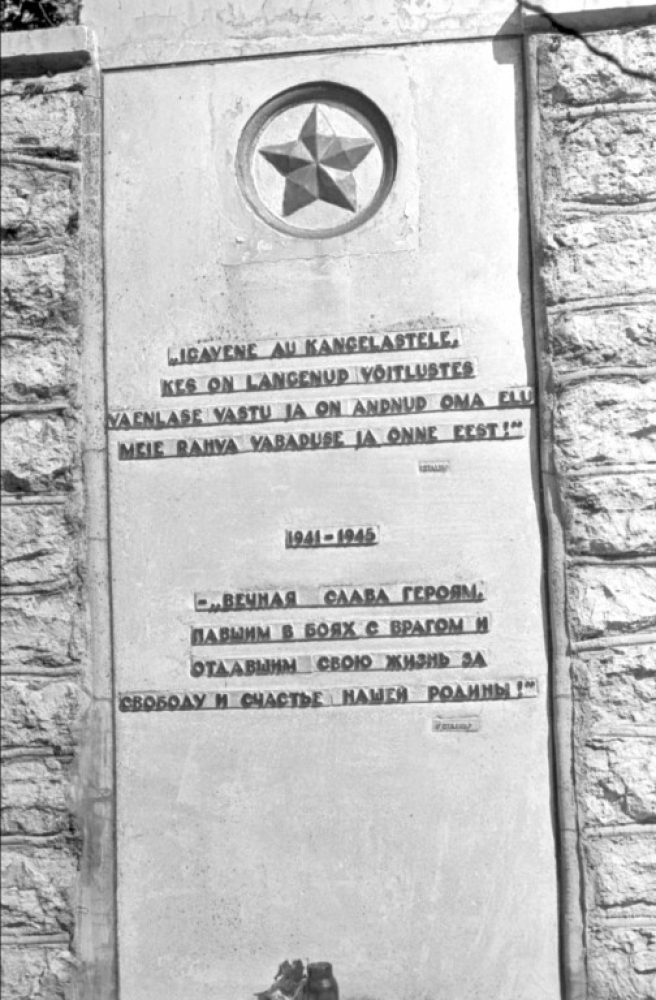 „IGAVENE AU KANGELASTELE,
KES ON LANGENUD VÕITLUSTES
VAENLASE VASTU JA ON ANDNUD OMA ELU
MEIE RAHVA VABADUSE JA ÕNNE EEST!"
1941-1945
-„ВЕЧНАЯ СЛАВА ГЕРОЯМ,
ПАВШИМ В БОЯХ С ВРАГОМ И
ОТДАВШИМ СВОЮ ЖИЗНЬ ЗА
СВОБОДУ И СЧАСТЬЕ НАШЕЙ РОДИНЫ!"